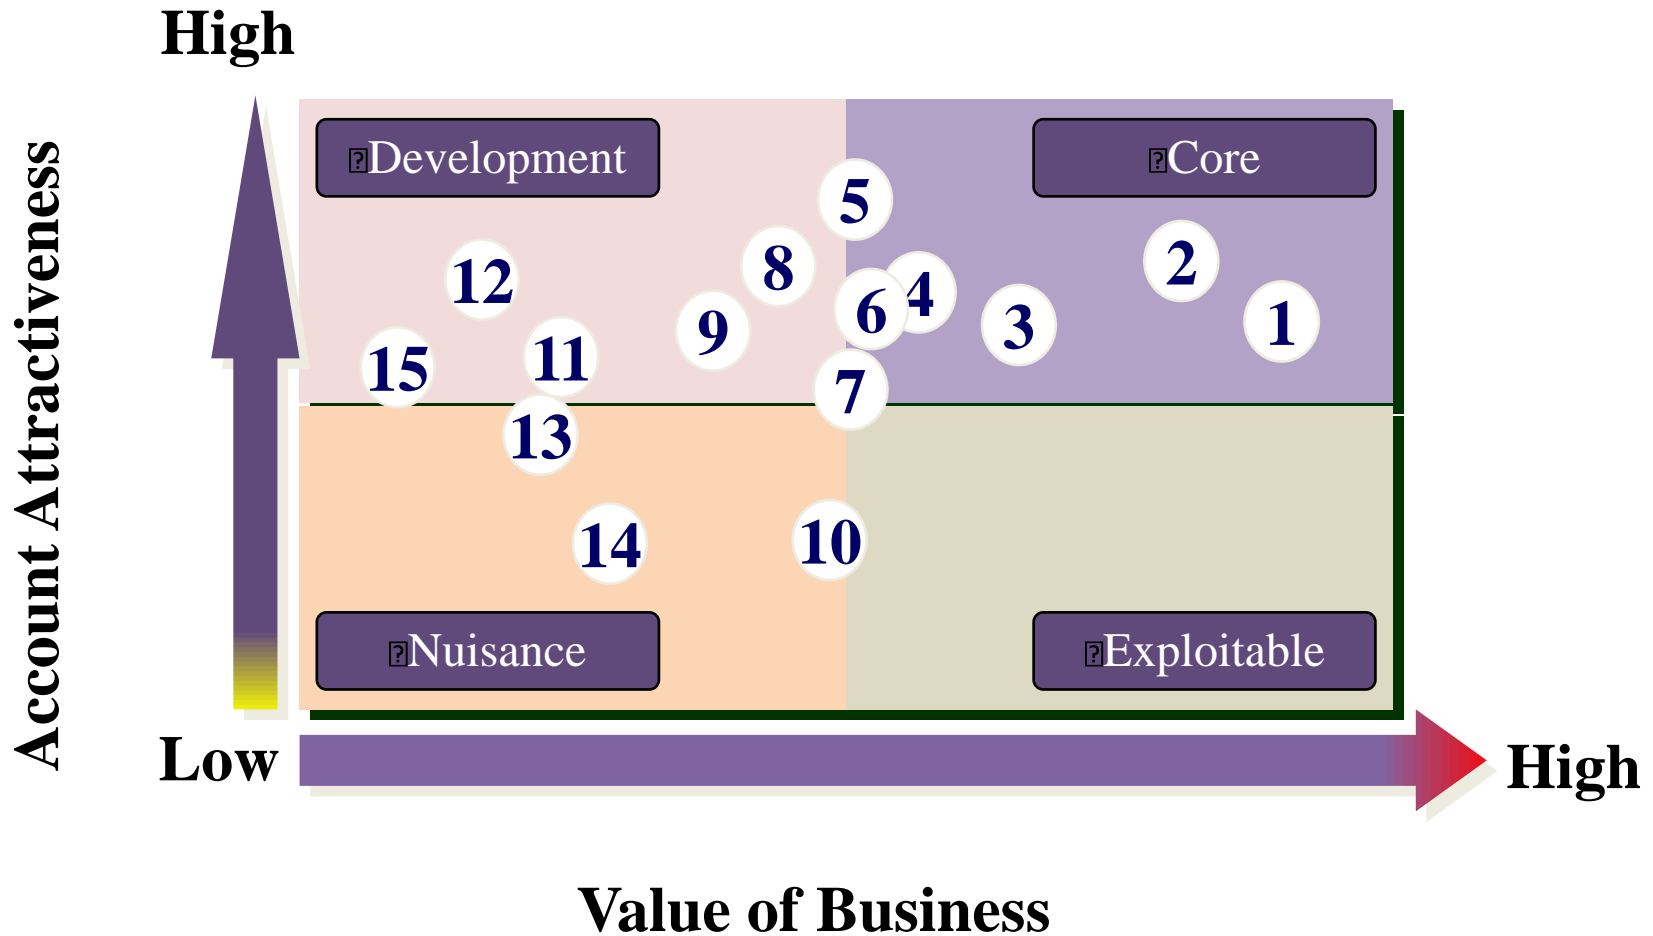 High
Account Attractiveness
Development
Core
5
2
8
12
4
6
1
3
9
11
15
7
13
10
14
Nuisance
Exploitable
Low
High
Value of Business